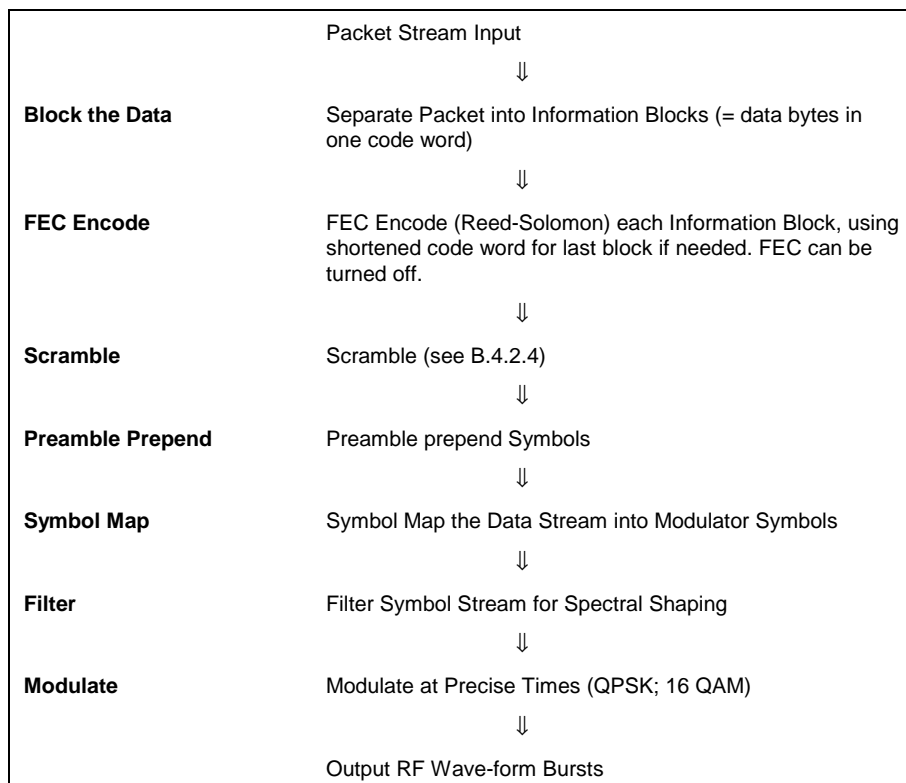 Packet Stream Input
⇓
Block the Data Separate Packet into Information Blocks (= data bytes in
one code word)
⇓
FEC Encode FEC Encode (Reed-Solomon) each Information Block, using
shortened code word for last block if needed. FEC can be
turned off.
⇓
Scramble Scramble (see B.4.2.4)
⇓
Preamble Prepend Preamble prepend Symbols
⇓
Symbol Map Symbol Map the Data Stream into Modulator Symbols
⇓
Filter Filter Symbol Stream for Spectral Shaping
⇓
Modulate Modulate at Precise Times (QPSK; 16 QAM)
⇓
Output RF Wave-form Bursts